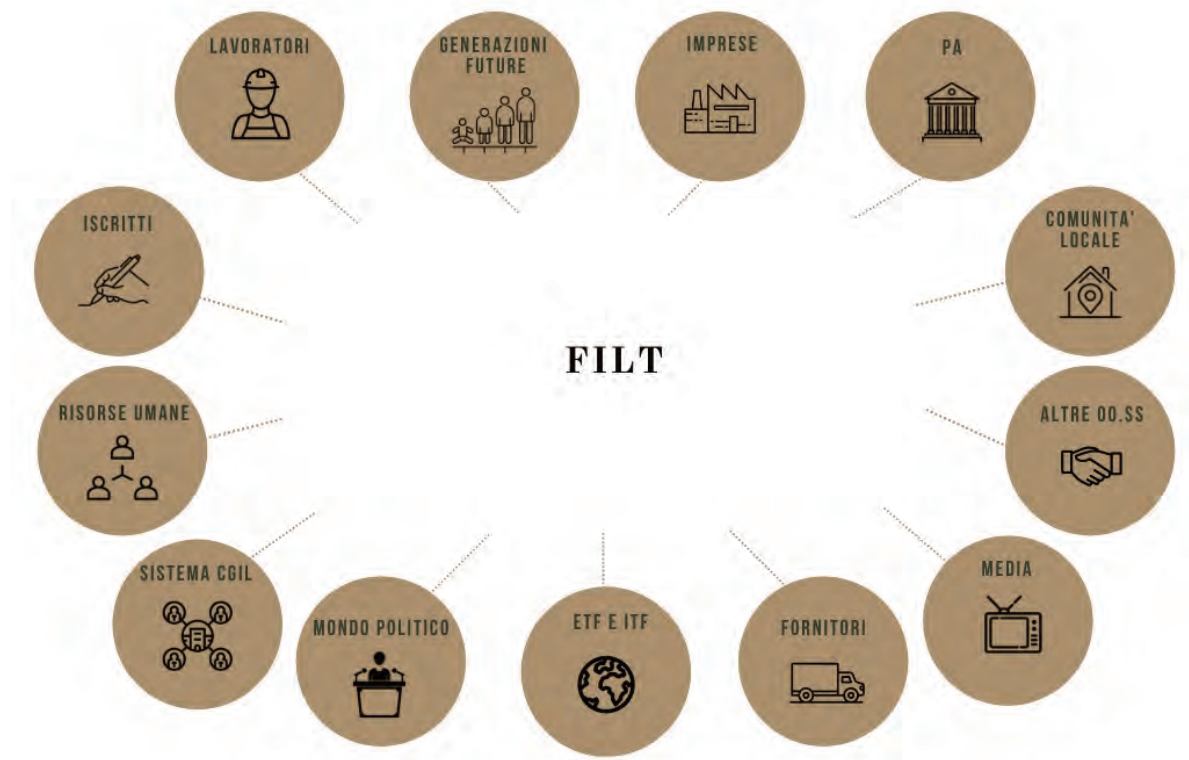 LAVORATORI
GENERAZIONI
FUTURE
IMPRESE
PA
ISCRITTI
COMUNITA'
LOCALE
FILT
RISORSE UMANE
ALTRE OO.SS
SISTEMA CGIL
MONDO POLITICO
ETF E ITF
FORNITORI
MEDIA